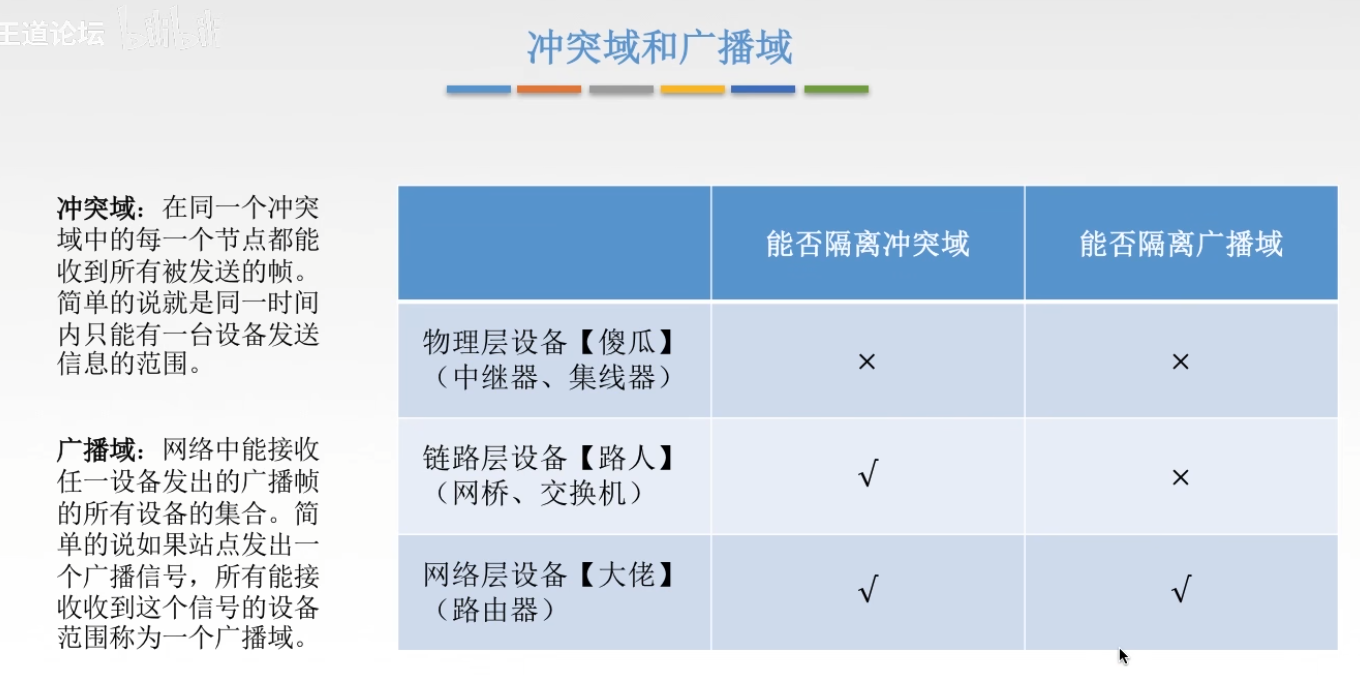 王道论坛 bilibili
冲突域和广播域
冲突域：在同一个冲突
域中的每一个节点都能
收到所有被发送的帧。
简单的说就是同一时间
内只能有一台设备发送
信息的范围。
广播域：网络中能接收
任一设备发出的广播帧
的所有设备的集合。简
单的说如果站点发出一
个广播信号，所有能接
收收到这个信号的设备
范围称为一个广播域。
能否隔离冲突域 能否隔离广播域
物理层设备【傻瓜】
（中继器、集线器） × ×
链路层设备【路人】
（网桥、交换机） √ ×
网络层设备【大佬】
（路由器） √ √